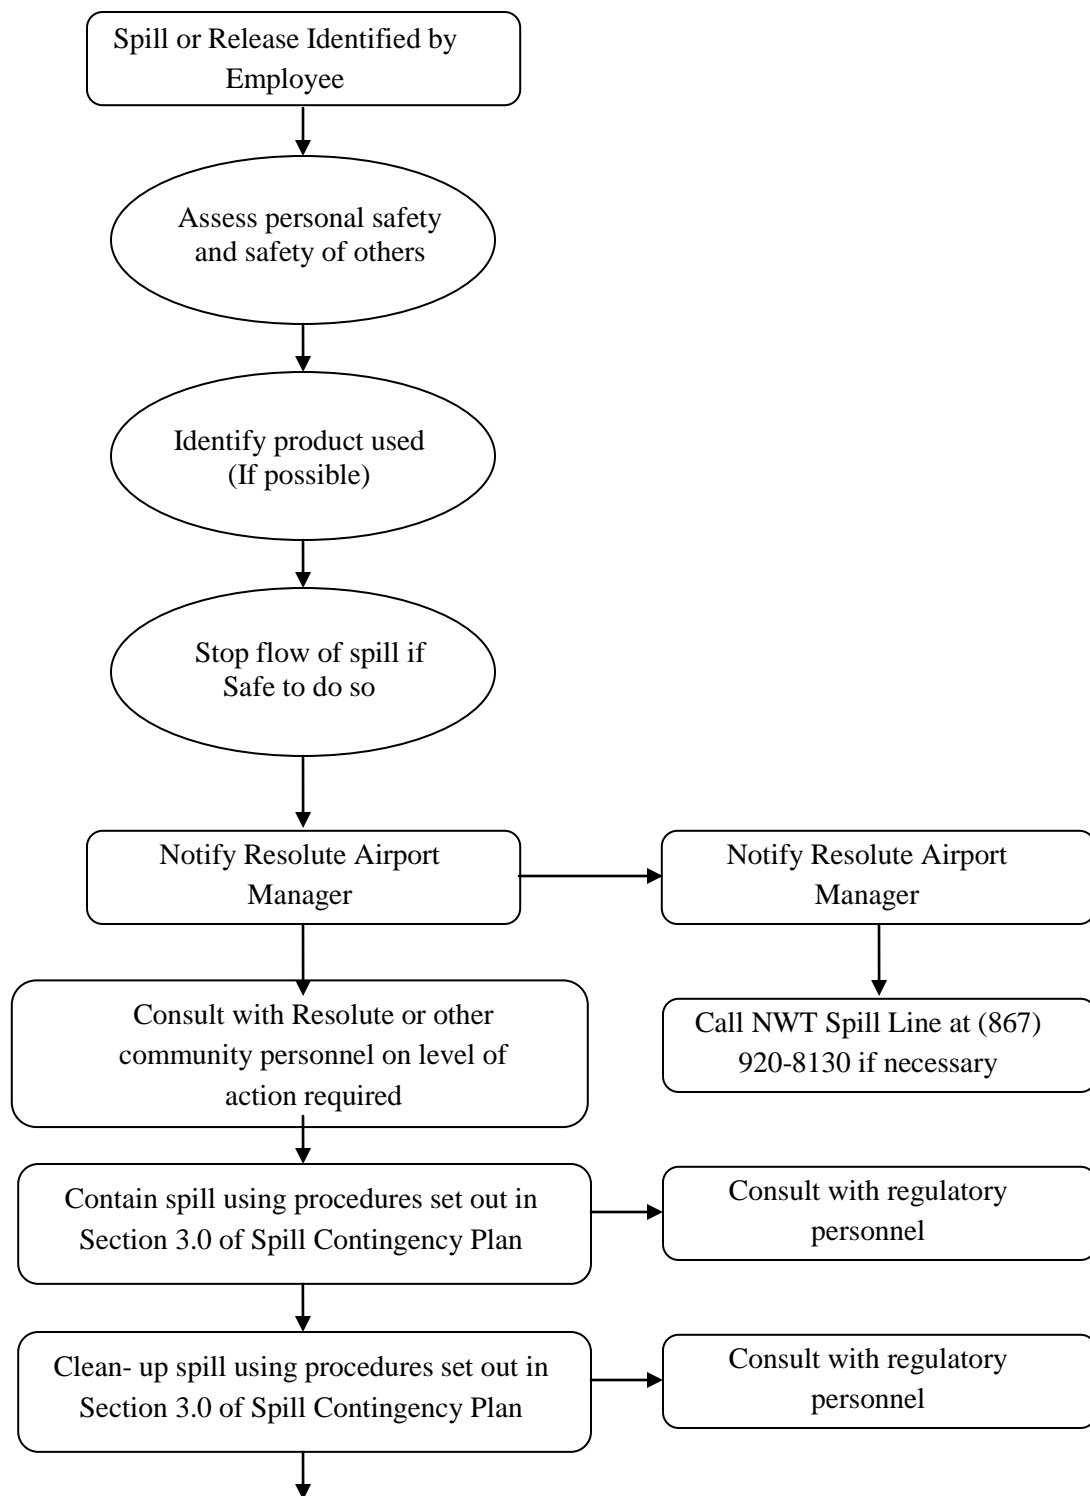 Spill or Release Identified by
Employee
Assess personal safety
and safety of others
Identify product used
(If possible)
Stop flow of spill if
Safe to do so
Notify Resolute Airport
Manager
Notify Resolute Airport
Manager
Consult with Resolute or other
community personnel on level of
action required
Call NWT Spill Line at (867)
920-8130 if necessary
Contain spill using procedures set out in
Section 3.0 of Spill Contingency Plan
Consult with regulatory
personnel
Clean- up spill using procedures set out in
Section 3.0 of Spill Contingency Plan
Consult with regulatory
personnel